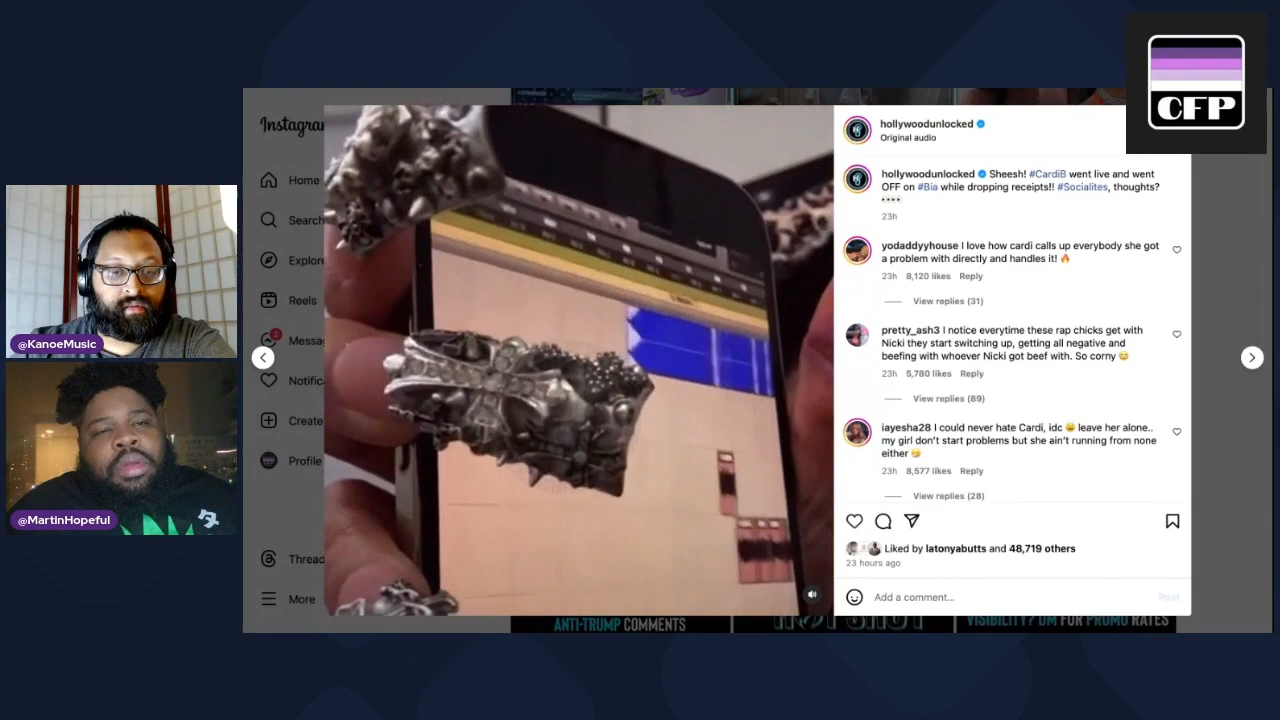 CFP
Instagra
Home
Search
Explore
Reels
2
Messa
Notific
Create
Profile
Thread
More
@KanoeMusic
@MartinHopeful
hollywoodunlocked
Original audio
hollywoodunlocked Sheesh! #CardiB went live and went
OFF on #Bia while dropping receipts!! #Socialites, thoughts?
👀👀
23h
yodaddyyhouse I love how cardi calls up everybody she got
a problem with directly and handles it! 🔥
23h 8,120 likes Reply
View replies (31)
pretty_ash3 I notice everytime these rap chicks get with
Nicki they start switching up, getting all negative and
beefing with whoever Nicki got beef with. So corny 😂
23h 5,780 likes Reply
View replies (89)
iayesha28 I could never hate Cardi, idc 😩 leave her alone..
my girl don't start problems but she ain't running from none
either 🤣
23h 8,577 likes Reply
View replies (28)
Liked by latonyabutts and 48,719 others
23 hours ago
Add a comment...
Post
ANTI-TRUMP COMMENTS
HOT SHOT
VISIBILITY? DM FOR PROMO RATES